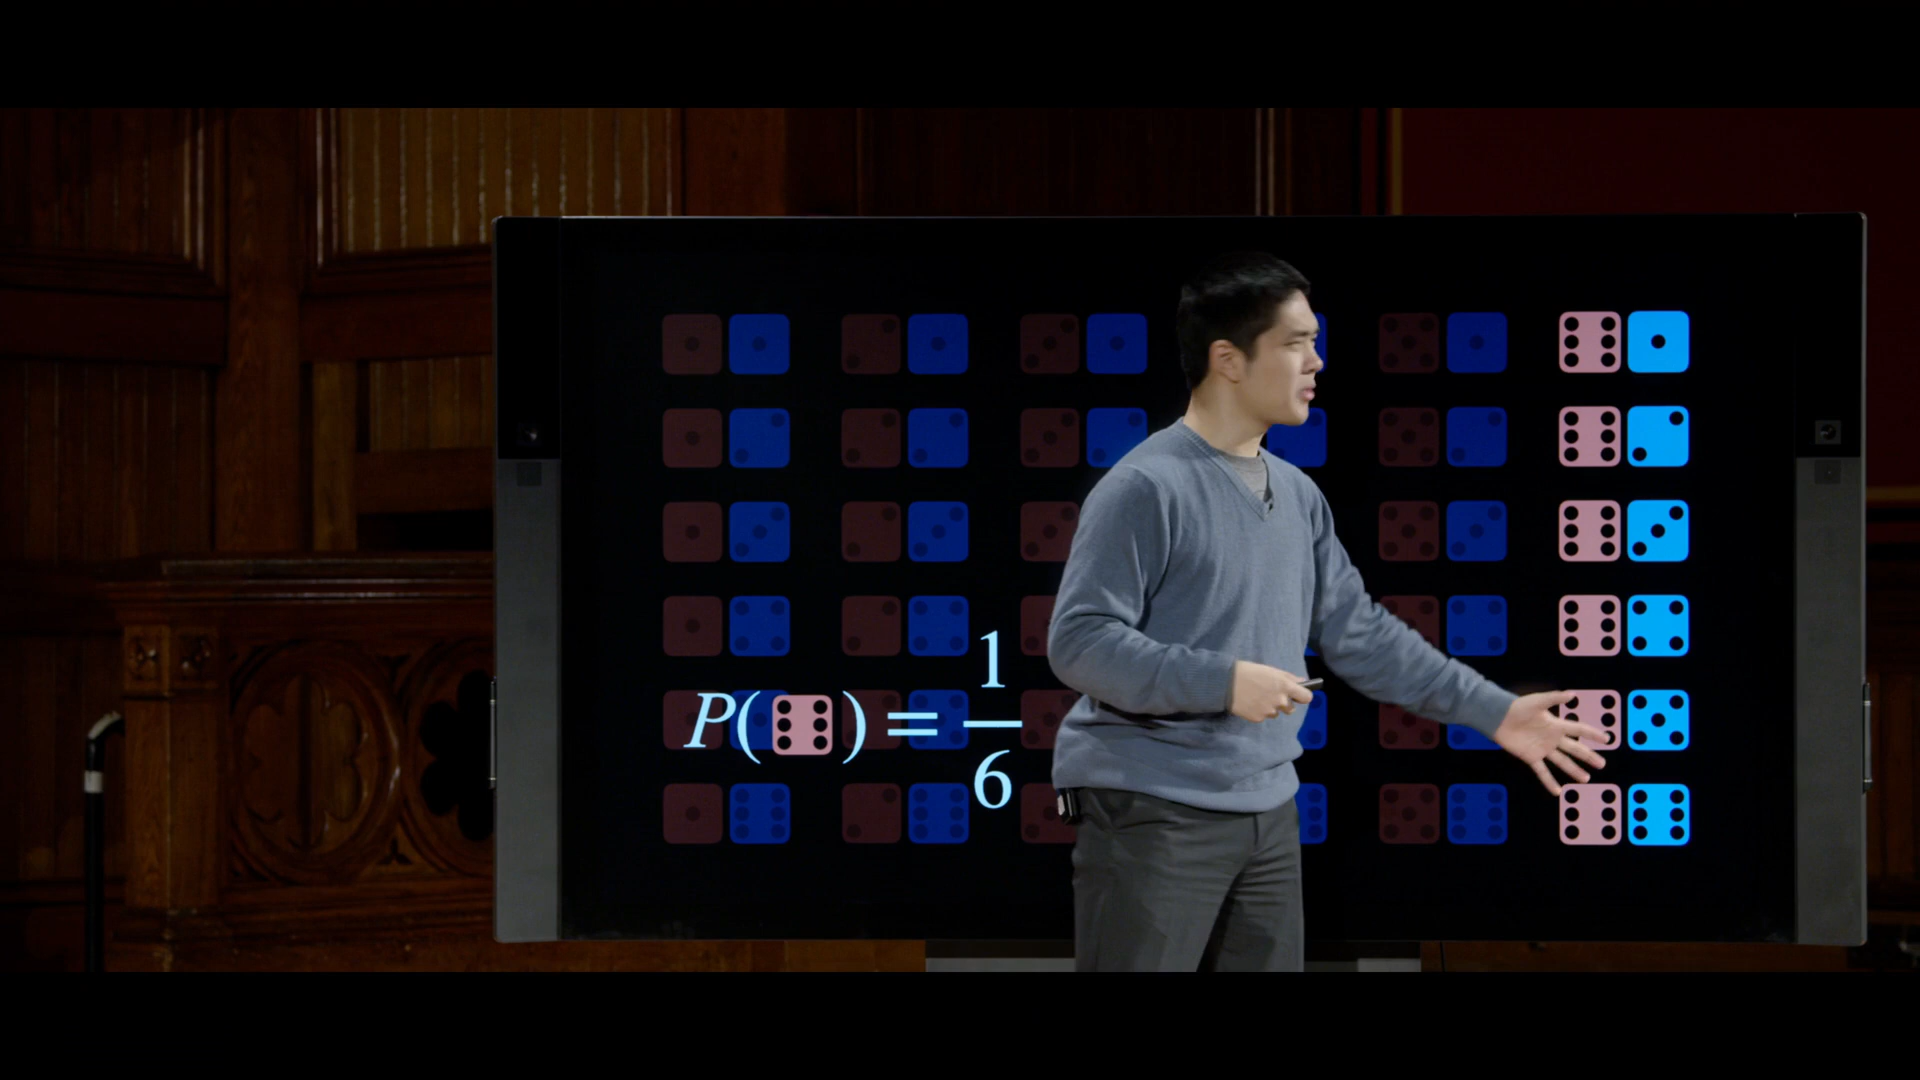 P( ) = 1/6